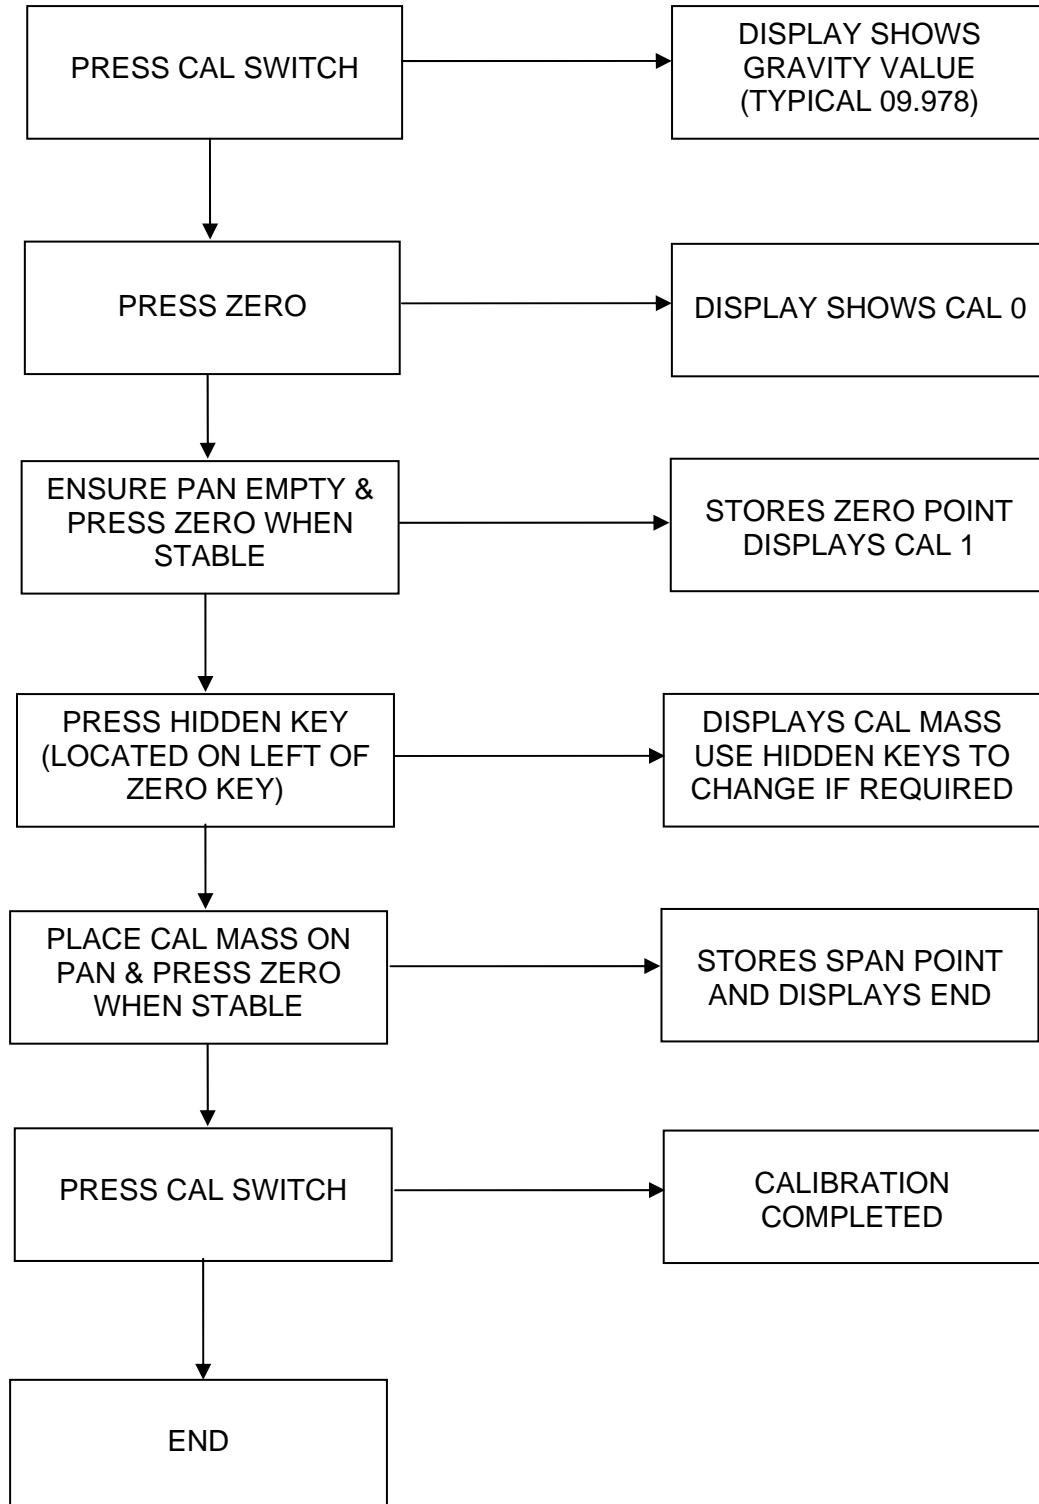 PRESS CAL SWITCH
DISPLAY SHOWS
GRAVITY VALUE
(TYPICAL 09.978)
PRESS ZERO
DISPLAY SHOWS CAL 0
ENSURE PAN EMPTY &
PRESS ZERO WHEN
STABLE
STORES ZERO POINT
DISPLAYS CAL 1
PRESS HIDDEN KEY
(LOCATED ON LEFT OF
ZERO KEY)
DISPLAYS CAL MASS
USE HIDDEN KEYS TO
CHANGE IF REQUIRED
PLACE CAL MASS ON
PAN & PRESS ZERO
WHEN STABLE
STORES SPAN POINT
AND DISPLAYS END
PRESS CAL SWITCH
CALIBRATION
COMPLETED
END